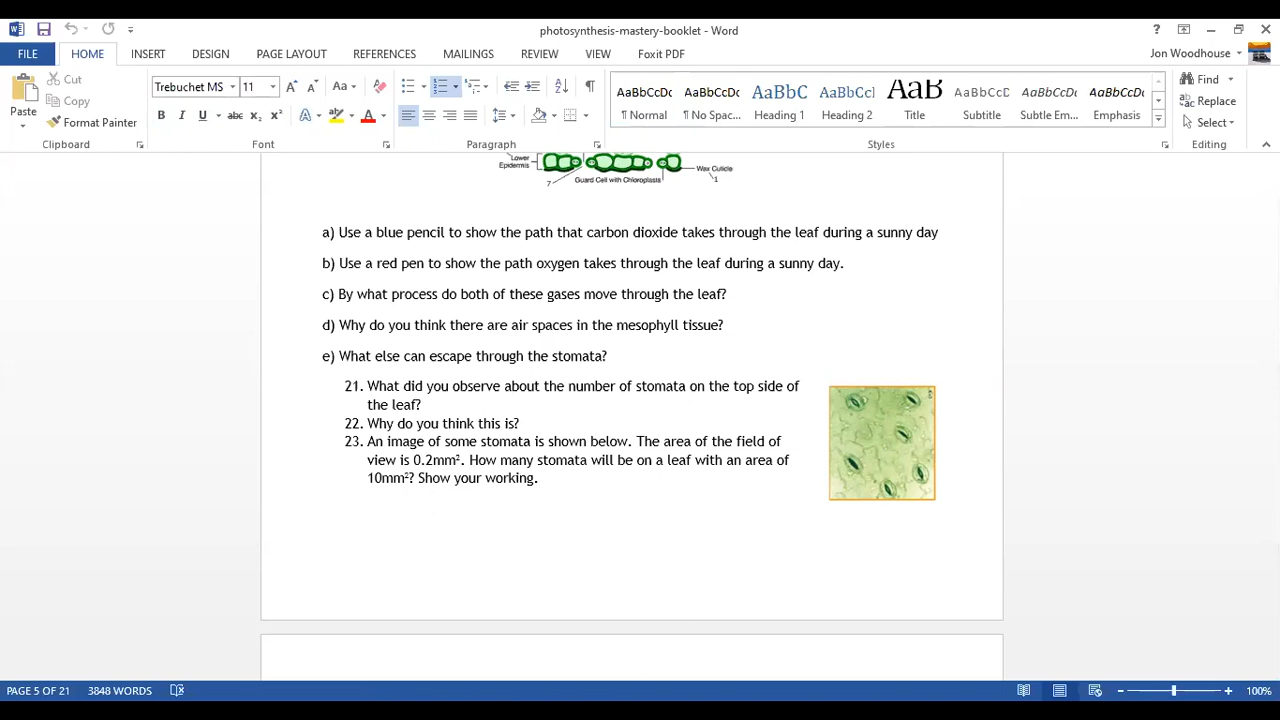 photosynthesis-mastery-booklet - Word
FILE HOME INSERT DESIGN PAGE LAYOUT REFERENCES MAILINGS REVIEW VIEW Foxit PDF Jon Woodhouse
Paste Cut Copy Format Painter
Trebuchet MS 11
AaBbCcDc AaBbCcDc AaBbC AaBbCcI AaB AaBbCcD AaBbCcDt AaBbCcDt
¶ Normal ¶ No Spac... Heading 1 Heading 2 Title Subtitle Subtle Em... Emphasis
Find Replace Select
Clipboard Font Paragraph Styles Editing
Lower Epidermis
Wax Cuticle
7 Guard Cell with Chloroplasts 1
a) Use a blue pencil to show the path that carbon dioxide takes through the leaf during a sunny day
b) Use a red pen to show the path oxygen takes through the leaf during a sunny day.
c) By what process do both of these gases move through the leaf?
d) Why do you think there are air spaces in the mesophyll tissue?
e) What else can escape through the stomata?
21. What did you observe about the number of stomata on the top side of
the leaf?
22. Why do you think this is?
23. An image of some stomata is shown below. The area of the field of
view is 0.2mm². How many stomata will be on a leaf with an area of
10mm²? Show your working.
PAGE 5 OF 21 3848 WORDS 100%